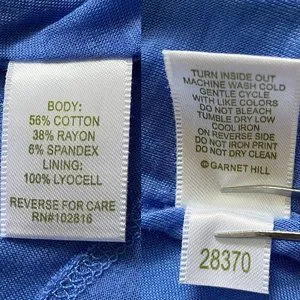 BODY:
56% COTTON
38% RAYON
6% SPANDEX
LINING:
100% LYOCELL
REVERSE FOR CARE
RN#102816
TURN INSIDE OUT
MACHINE WASH COLD
GENTLE CYCLE
WITH LIKE COLORS
DO NOT BLEACH
TUMBLE DRY LOW
COOL IRON
ON REVERSE SIDE
DO NOT IRON PRINT
DO NOT DRY CLEAN
© GARNET HILL
28370